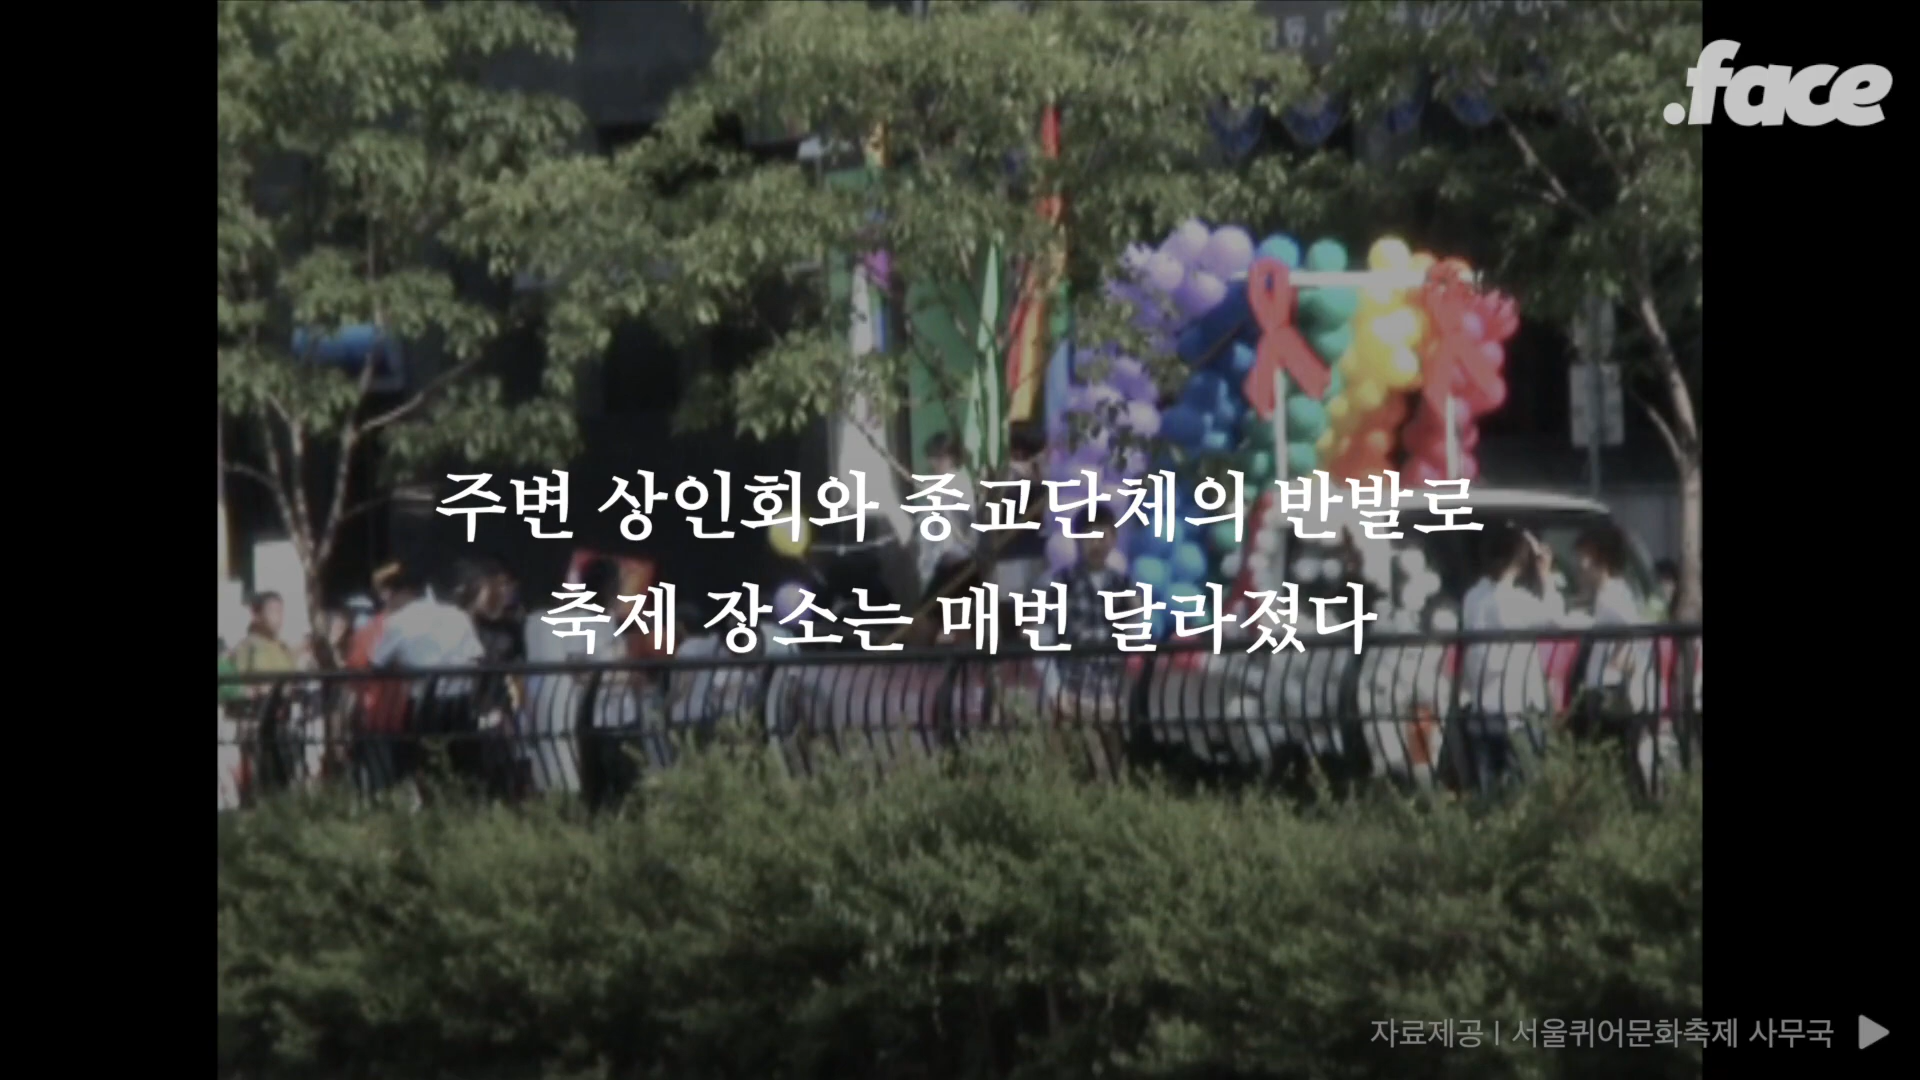 .face
주변 상인회와 종교단체의 반발로
축제 장소는 매번 달라졌다
자료제공 | 서울퀴어문화축제 사무국